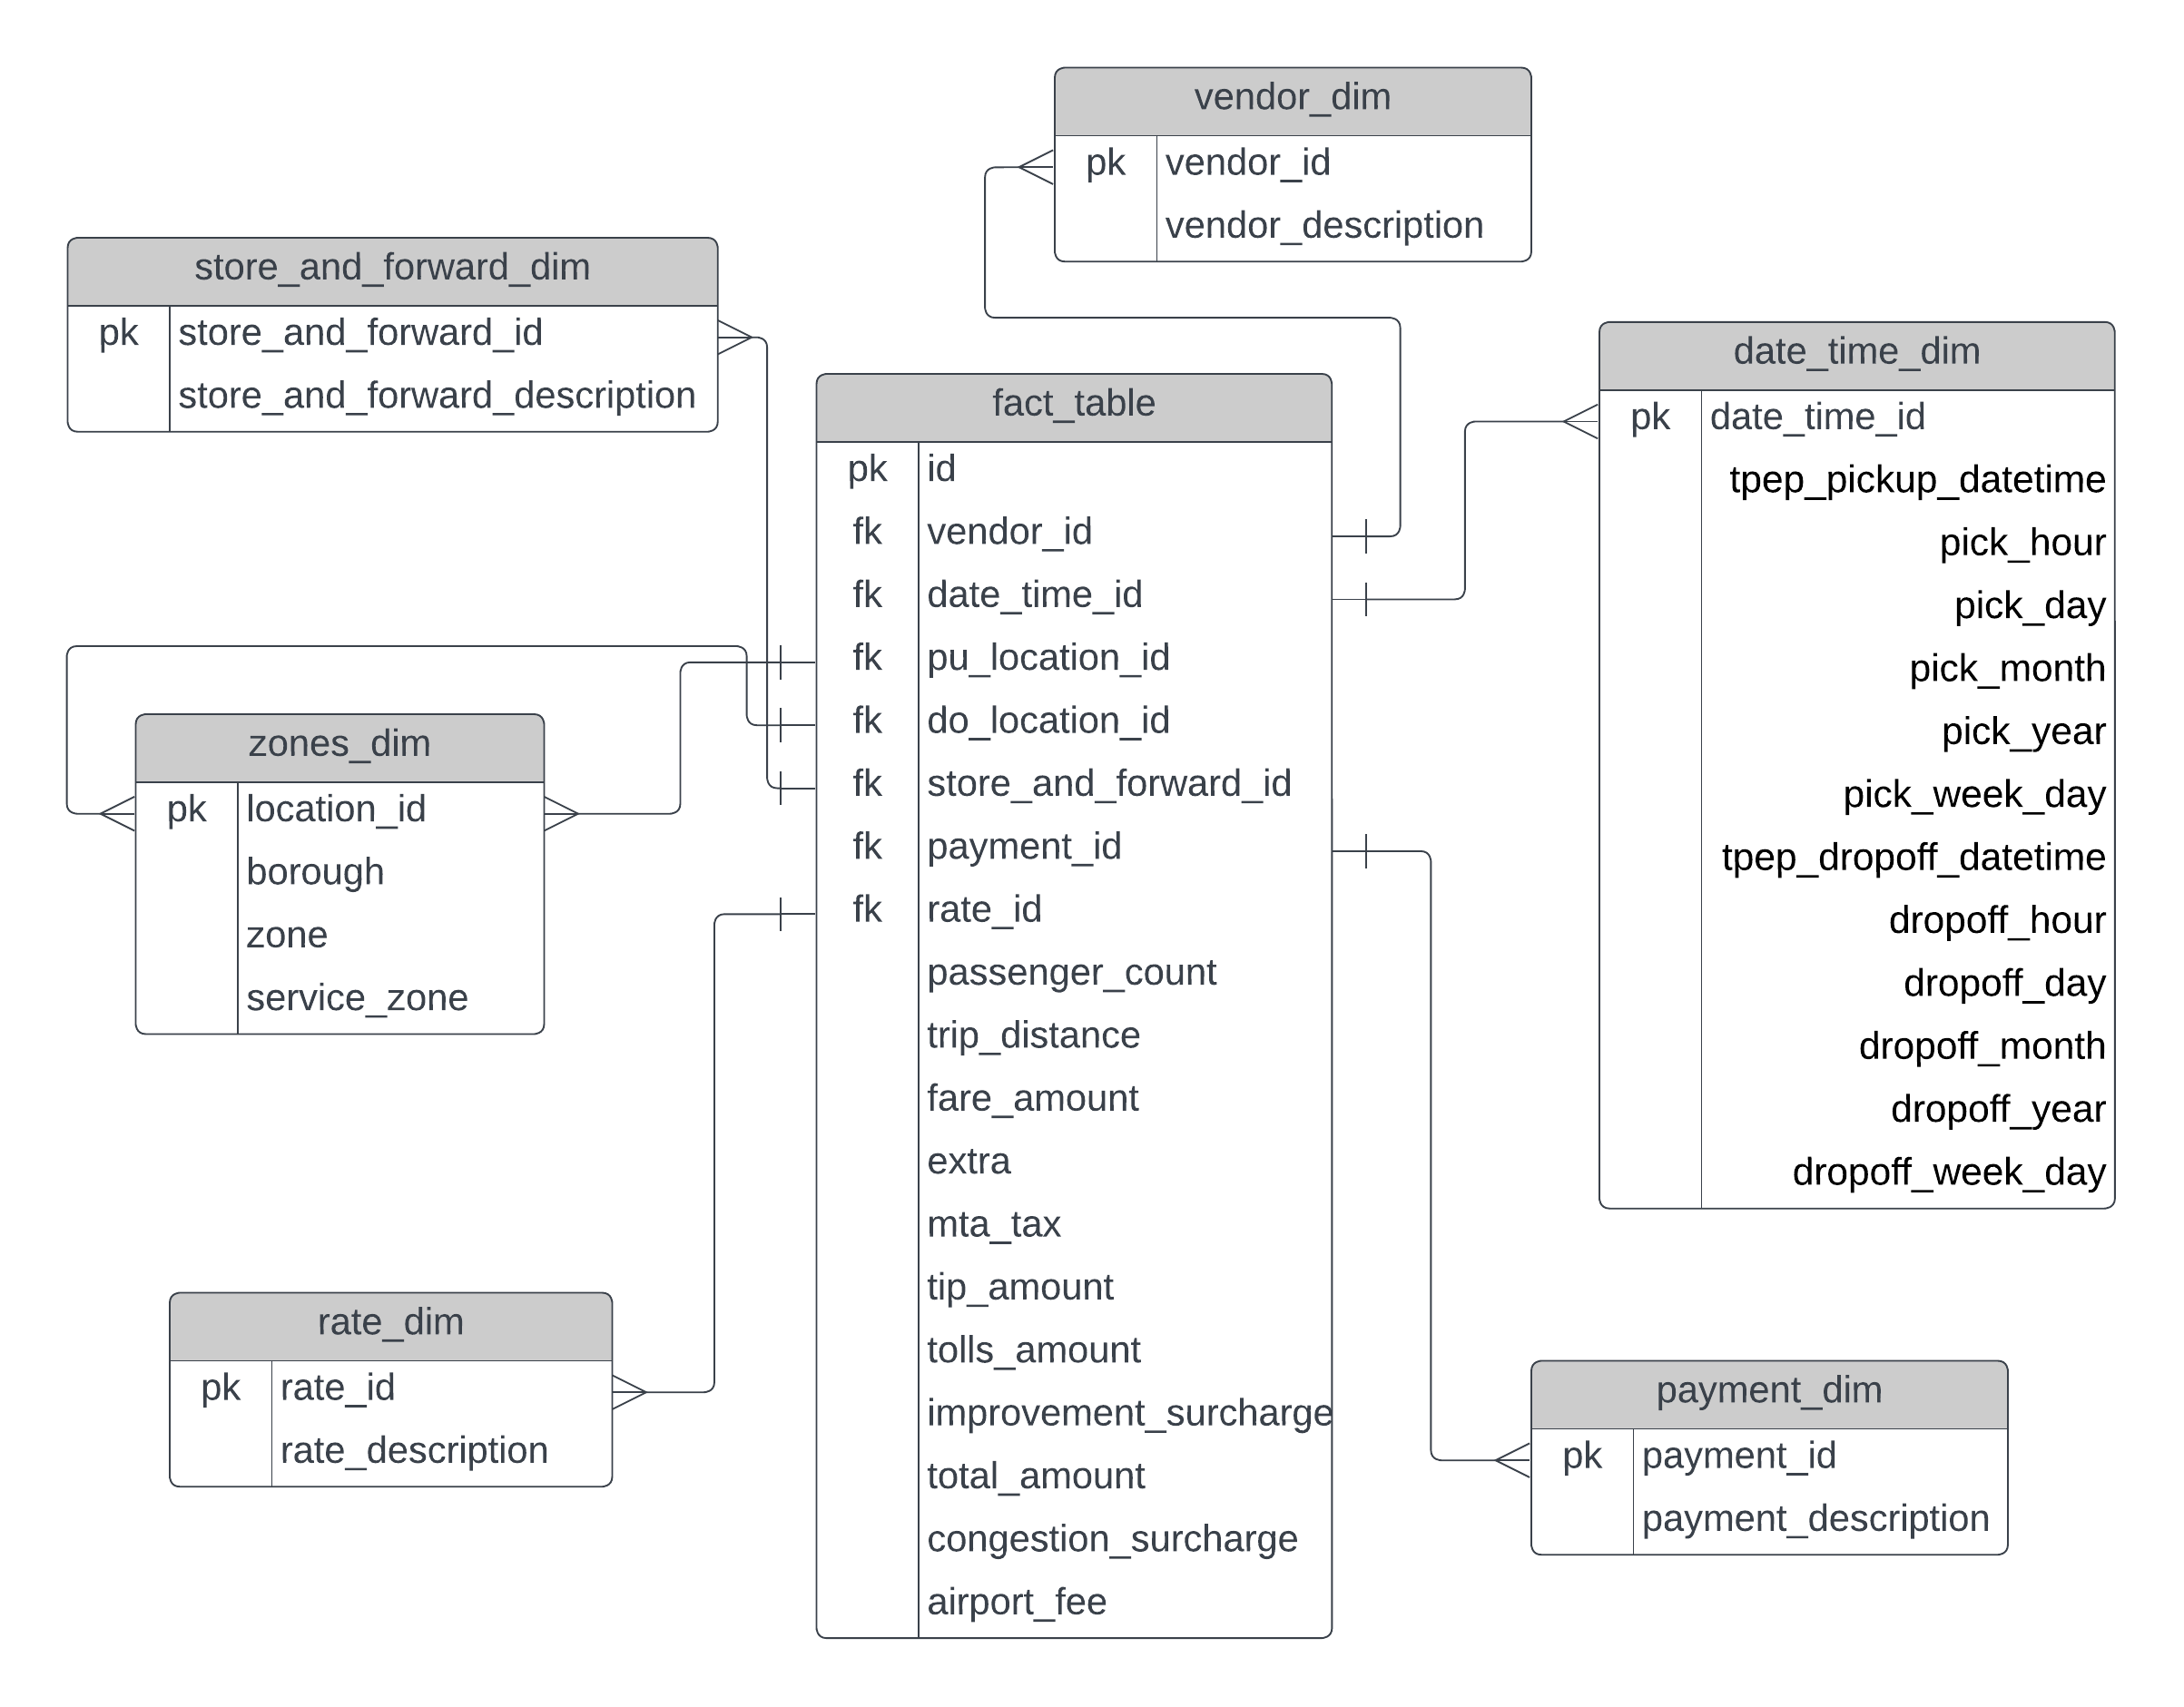 vendor_dim
pk vendor_id
vendor_description
store_and_forward_dim
pk store_and_forward_id
store_and_forward_description
fact_table
pk id
fk vendor_id
fk date_time_id
fk pu_location_id
fk do_location_id
fk store_and_forward_id
fk payment_id
fk rate_id
passenger_count
trip_distance
fare_amount
extra
mta_tax
tip_amount
tolls_amount
improvement_surcharge
total_amount
congestion_surcharge
airport_fee
date_time_dim
pk date_time_id
tpep_pickup_datetime
pick_hour
pick_day
pick_month
pick_year
pick_week_day
tpep_dropoff_datetime
dropoff_hour
dropoff_day
dropoff_month
dropoff_year
dropoff_week_day
zones_dim
pk location_id
borough
zone
service_zone
rate_dim
pk rate_id
rate_description
payment_dim
pk payment_id
payment_description